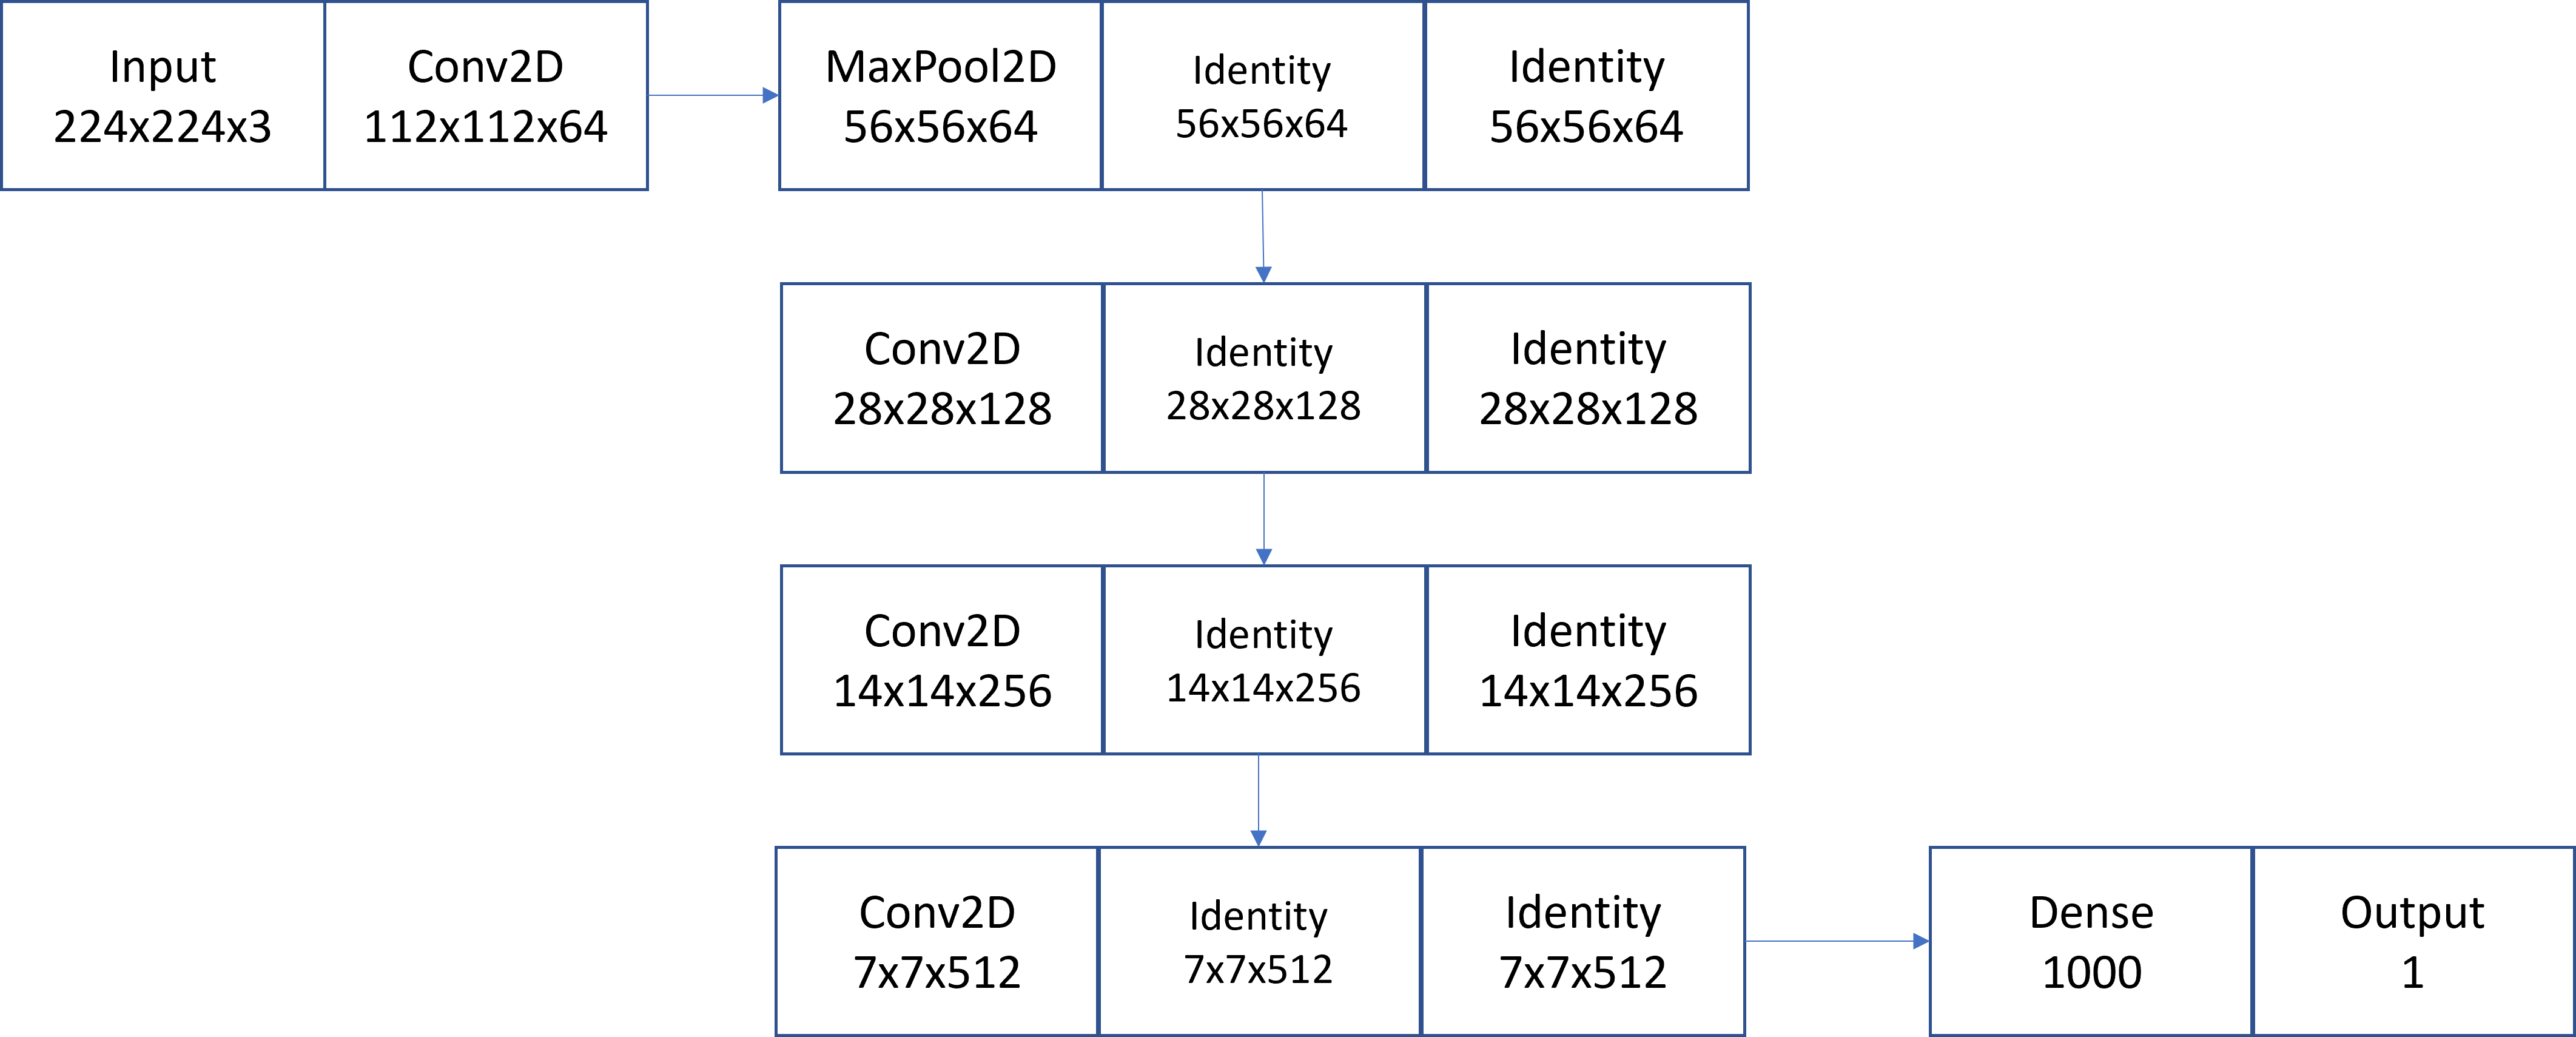 Input
224x224x3
Conv2D
112x112x64
MaxPool2D
56x56x64
Identity
56x56x64
Identity
56x56x64
Conv2D
28x28x128
Identity
28x28x128
Identity
28x28x128
Conv2D
14x14x256
Identity
14x14x256
Identity
14x14x256
Conv2D
7x7x512
Identity
7x7x512
Identity
7x7x512
Dense
1000
Output
1